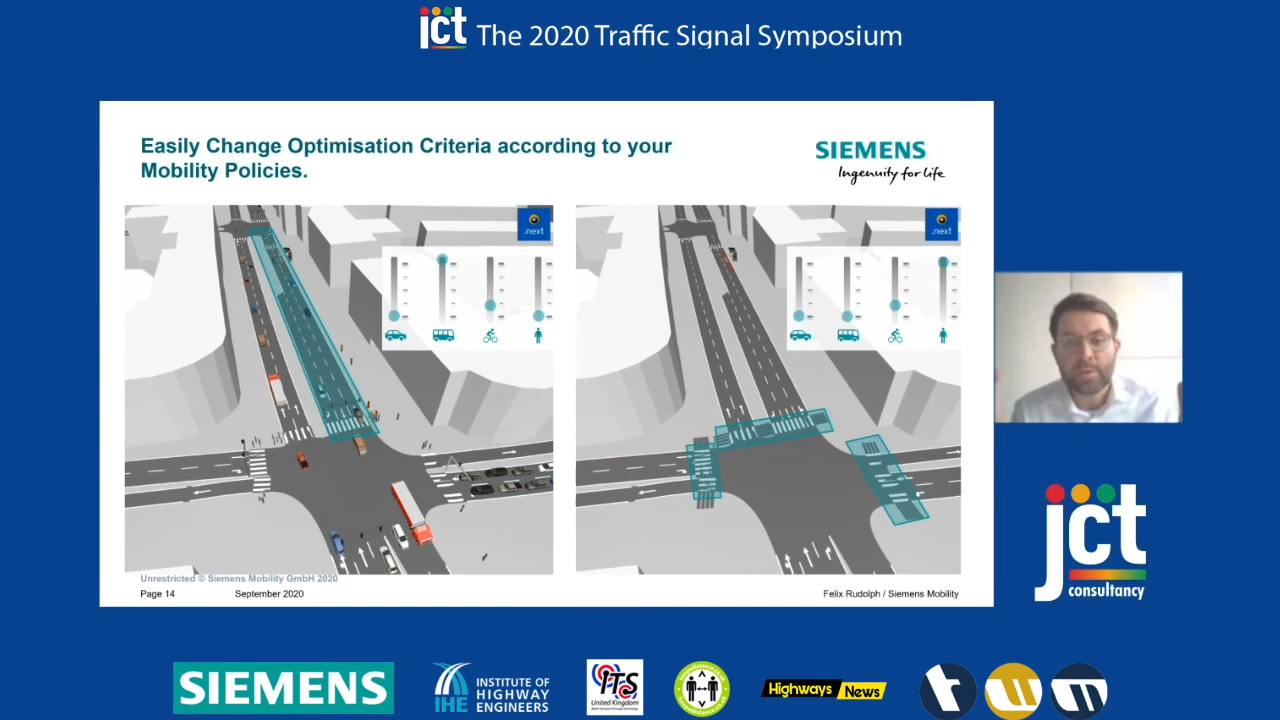 jct The 2020 Traffic Signal Symposium
Easily Change Optimisation Criteria according to your
Mobility Policies.
SIEMENS
Ingenuity for life
.next
.next
Unrestricted © Siemens Mobility GmbH 2020
Page 14
September 2020
Felix Rudolph / Siemens Mobility
jct
consultancy
SIEMENS
IHE
INSTITUTE OF
HIGHWAY
ENGINEERS
ITS
United Kingdom
Highways News